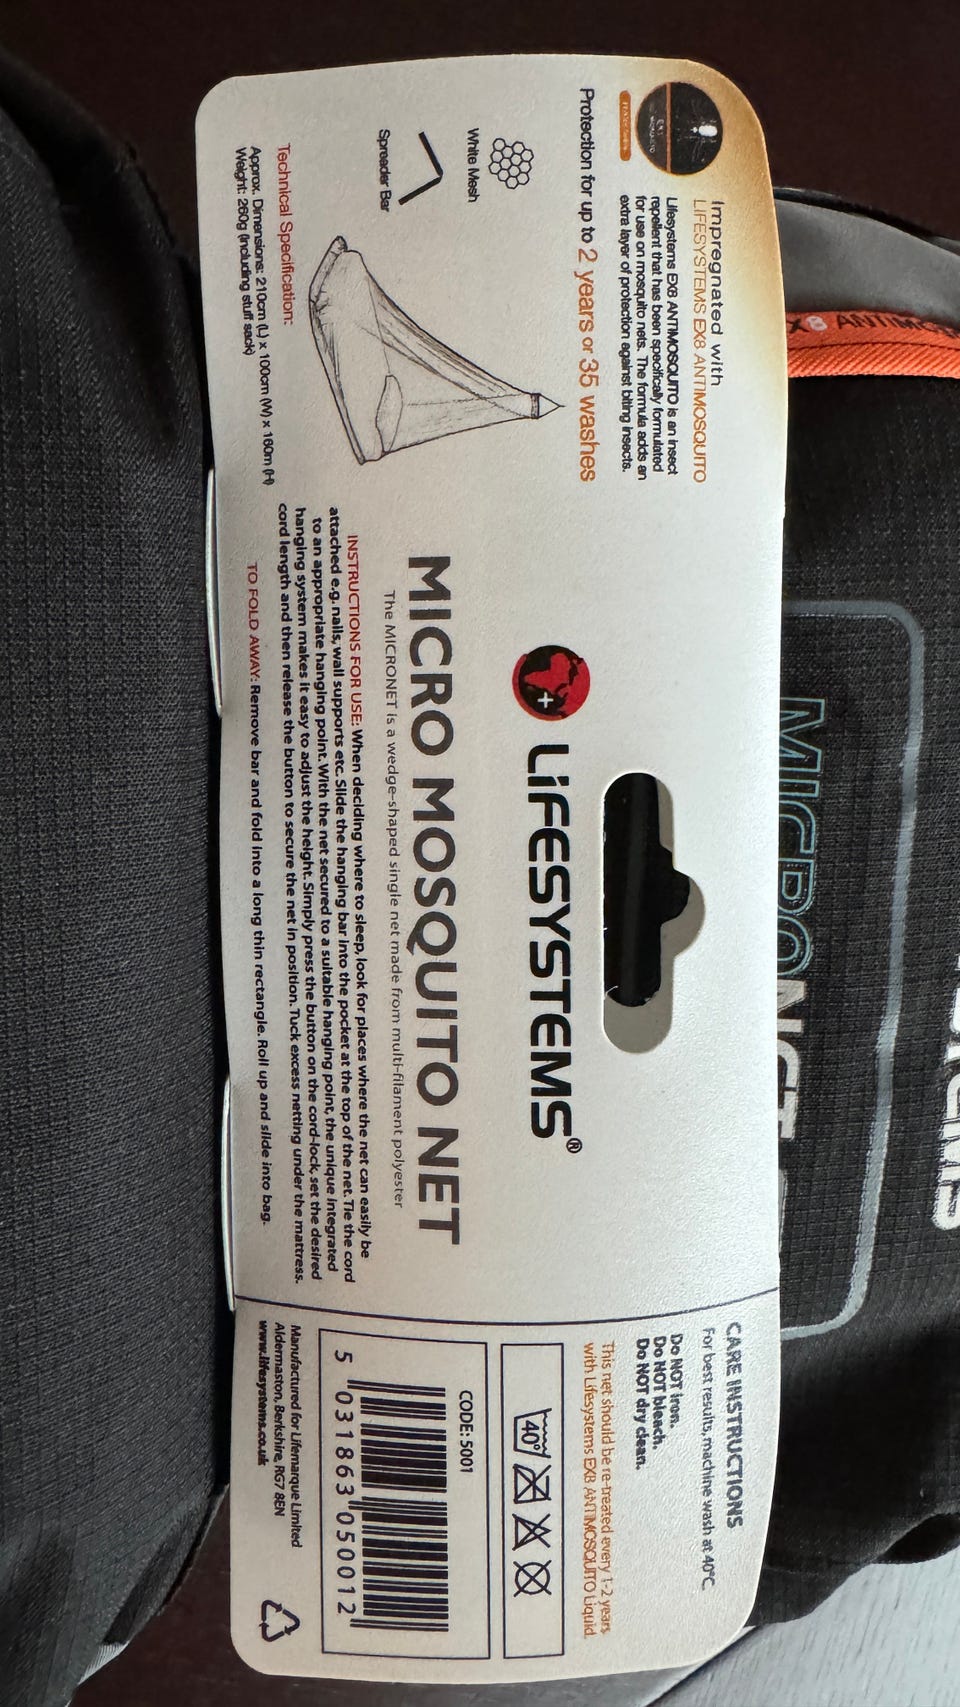 Impregnated with
LIFESYSTEMS EX8 ANTIMOSQUITO
Lifesystems EX8 ANTIMOSQUITO is an insect
repellent that has been specifically formulated
for use on mosquito nets. The formula adds an
extra layer of protection against biting insects.
Protection for up to 2 years or 35 washes
White Mesh
Spreader Bar
Technical Specification:
Approx. Dimensions: 210cm (L) x 100cm (W) x 160m (H)
Weight: 260g (including stuff sack)
LIFESYSTEMS®
MICRO MOSQUITO NET
The MICRONET is a wedge-shaped single net made from multi-filament polyester
INSTRUCTIONS FOR USE: When deciding where to sleep, look for places where the net can easily be
attached e.g. nails, wall supports etc. Slide the hanging bar into the pocket at the top of the net. Tie the cord
to an appropriate hanging point. With the net secured to a suitable hanging point, the unique integrated
hanging system makes it easy to adjust the height. Simply press the button on the cord-lock, set the desired
cord length and then release the button to secure the net in position. Tuck excess netting under the mattress.
TO FOLD AWAY: Remove bar and fold into a long thin rectangle. Roll up and slide into bag.
CARE INSTRUCTIONS
For best results, machine wash at 40°C.
Do NOT iron.
Do NOT bleach.
Do NOT dry clean.
This net should be re-treated every 1-2 years
with Lifesystems EX8 ANTIMOSQUITO Liquid.
40°
CODE: 5001
5 031863 050012
Manufactured for Lifemarque Limited
Aldermaston, Berkshire, RG7 8EN
www.lifesystems.co.uk
MICRONET